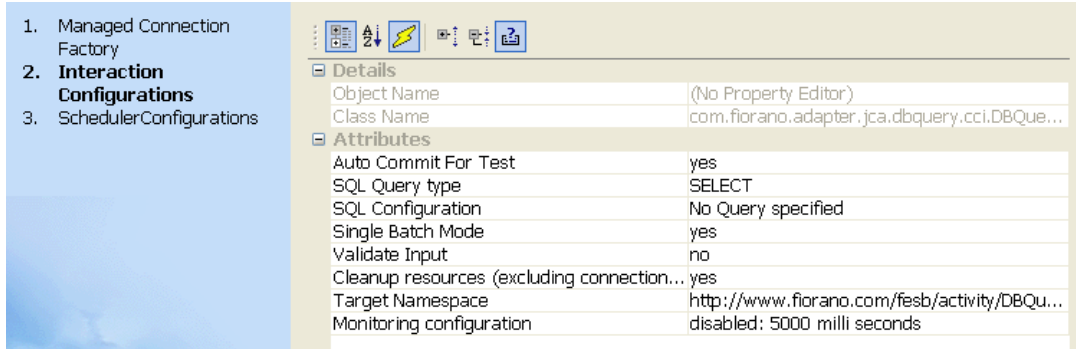 1. Managed Connection
Factory
2. Interaction
Configurations
3. SchedulerConfigurations
Details
Object Name (No Property Editor)
Class Name com.fiorano.adapter.jca.dbquery.cci.DBQue...
Attributes
Auto Commit For Test yes
SQL Query type SELECT
SQL Configuration No Query specified
Single Batch Mode yes
Validate Input no
Cleanup resources (excluding connection... yes
Target Namespace http://www.fiorano.com/fesb/activity/DBQu...
Monitoring configuration disabled: 5000 milli seconds